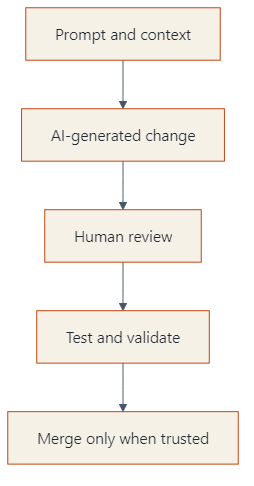 Prompt and context
AI-generated change
Human review
Test and validate
Merge only when trusted